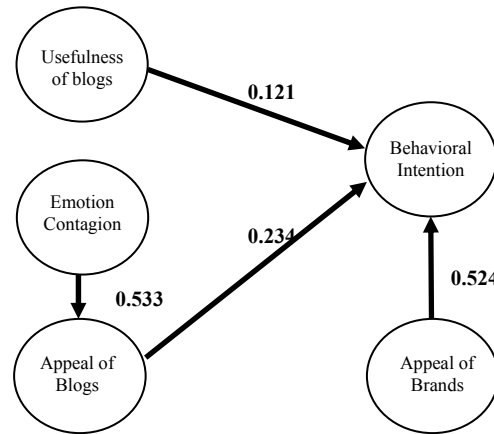 Usefulness
of blogs
0.121
Behavioral
Intention
Emotion
Contagion
0.234
0.533
0.524
Appeal of
Blogs
Appeal of
Brands